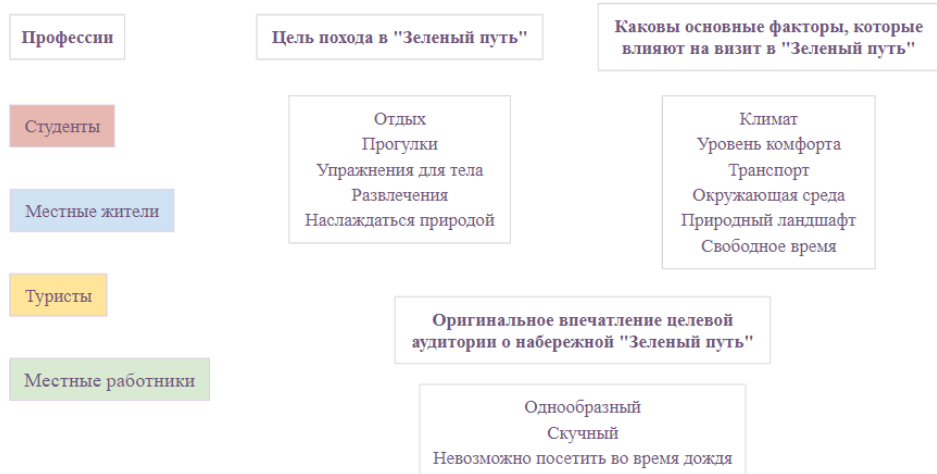 Профессии
Студенты
Местные жители
Туристы
Местные работники
Цель похода в "Зеленый путь"
Отдых
Прогулки
Упражнения для тела
Развлечения
Наслаждаться природой
Каковы основные факторы, которые
влияют на визит в "Зеленый путь"
Климат
Уровень комфорта
Транспорт
Окружающая среда
Природный ландшафт
Свободное время
Оригинальное впечатление целевой
аудитории о набережной "Зеленый путь"
Однообразный
Скучный
Невозможно посетить во время дождя